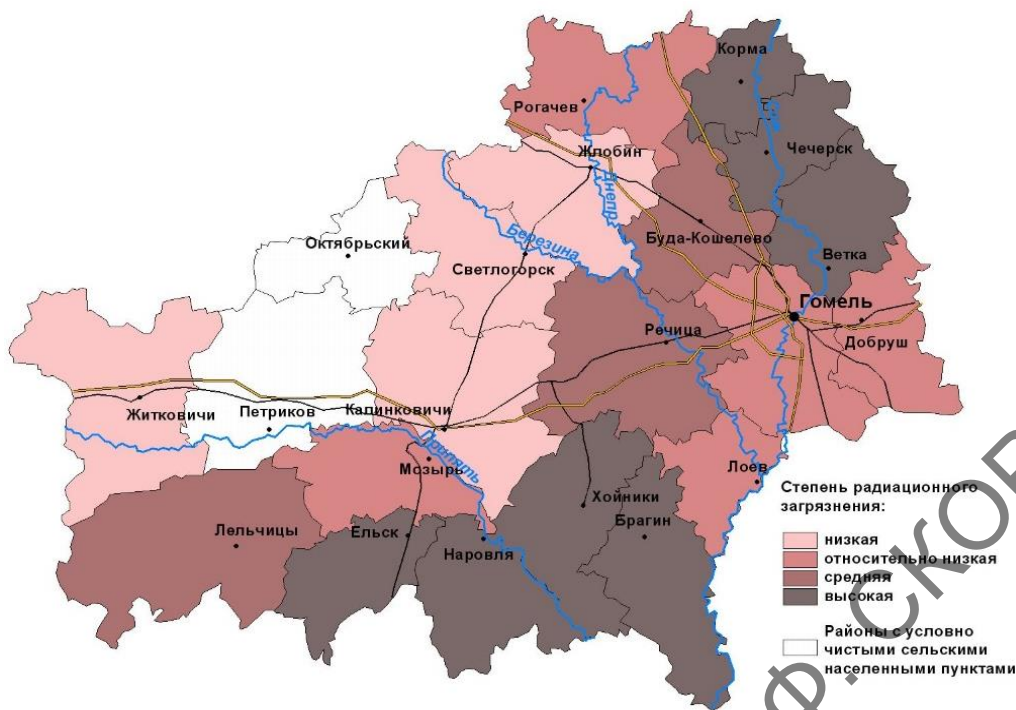 Корма
Рогачев
Сож
Чечерск
Жлобин
Днепр
Буда-Кошелево
Октябрьский
Березина
Светлогорск
Ветка
Гомель
Речица
Добруш
Житковичи
Петриков
Калинковичи
Припять
Мозырь
Лоев
Хойники
Брагин
Лельчицы
Ельск
Наровля
Степень радиационного
загрязнения:
низкая
относительно низкая
средняя
высокая
Районы с условно
чистыми сельскими
населенными пунктами
Ф. СКОР